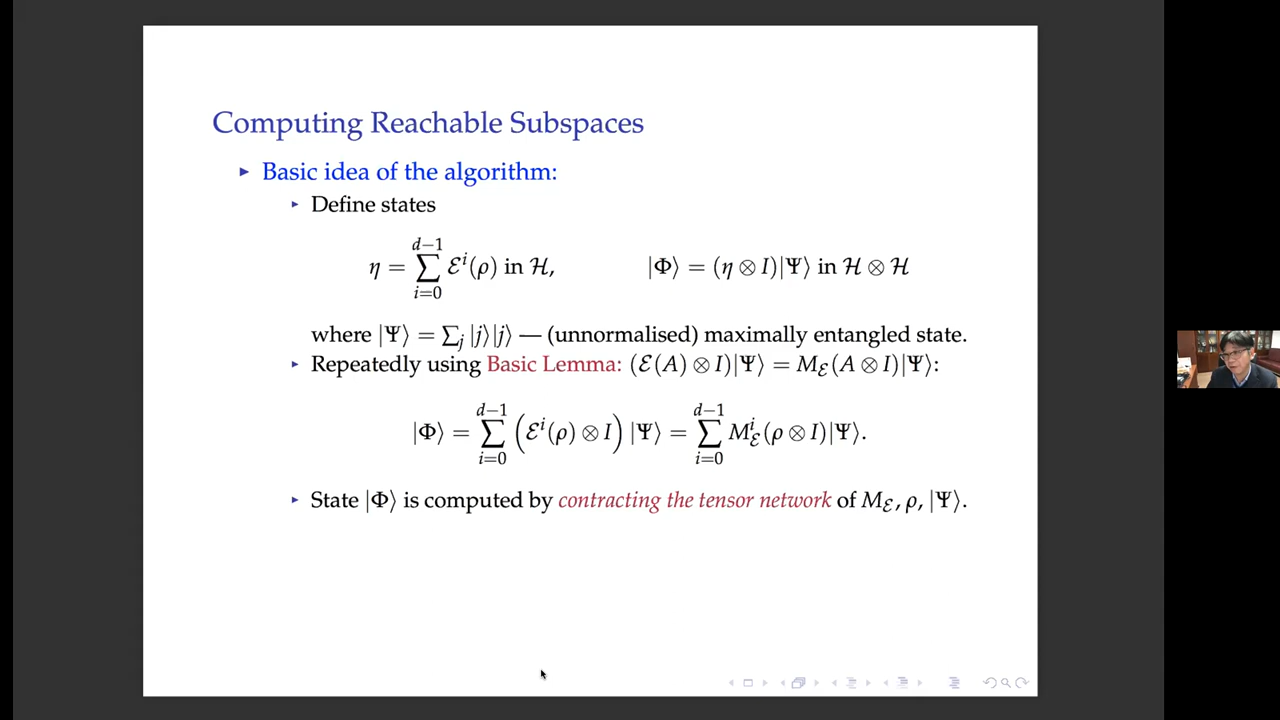 Computing Reachable Subspaces
▶ Basic idea of the algorithm:
▶ Define states
η = ∑_{i=0}^{d−1} ℰ^i(ρ) in ℋ, |Φ⟩ = (η ⊗ I)|Ψ⟩ in ℋ ⊗ ℋ
where |Ψ⟩ = ∑_j |j⟩|j⟩ — (unnormalised) maximally entangled state.
▶ Repeatedly using Basic Lemma: (ℰ(A) ⊗ I)|Ψ⟩ = M_ℰ(A ⊗ I)|Ψ⟩:
|Φ⟩ = ∑_{i=0}^{d−1} (ℰ^i(ρ) ⊗ I) |Ψ⟩ = ∑_{i=0}^{d−1} M_ℰ^i(ρ ⊗ I)|Ψ⟩.
▶ State |Φ⟩ is computed by contracting the tensor network of M_ℰ, ρ, |Ψ⟩.